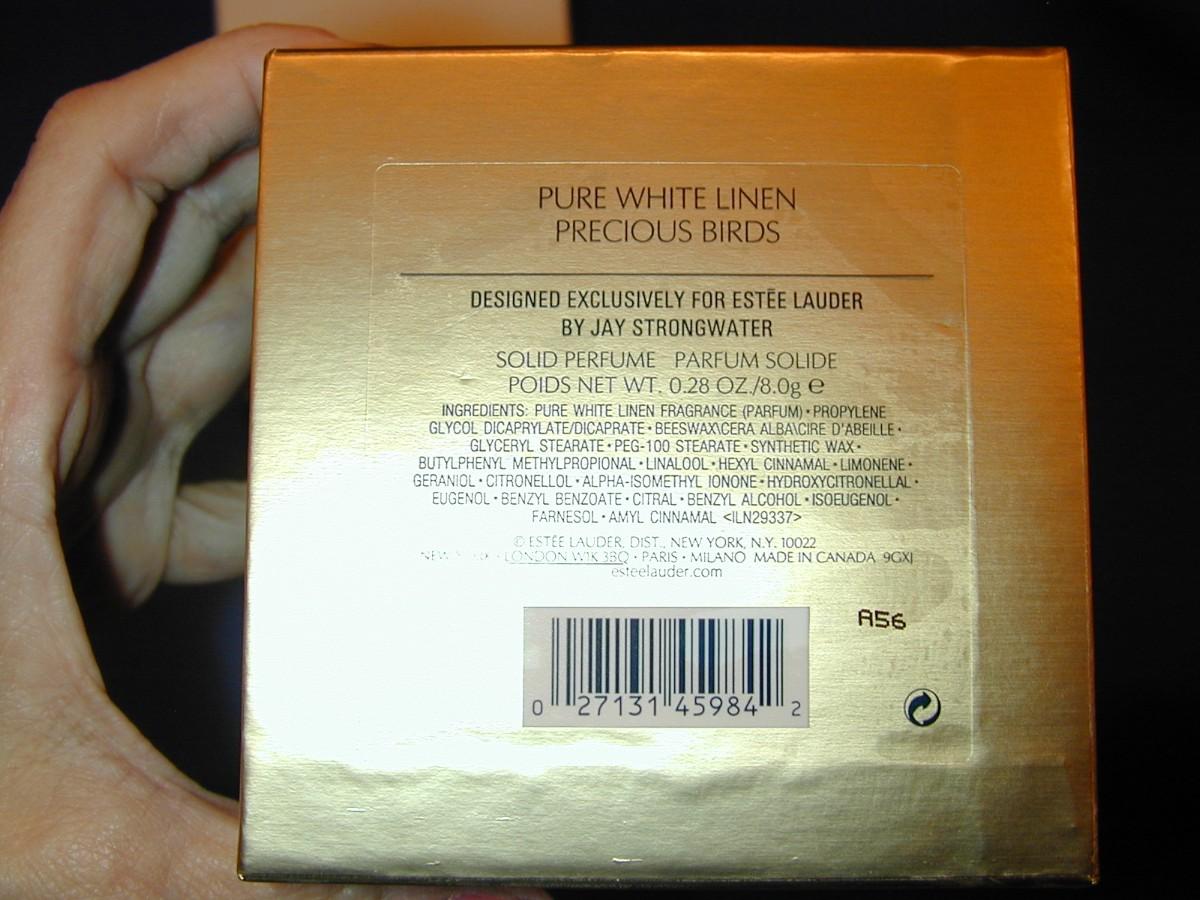 PURE WHITE LINEN
PRECIOUS BIRDS
DESIGNED EXCLUSIVELY FOR ESTĒE LAUDER
BY JAY STRONGWATER
SOLID PERFUME PARFUM SOLIDE
POIDS NET WT. 0.28 OZ./8.0g e
INGREDIENTS: PURE WHITE LINEN FRAGRANCE (PARFUM) • PROPYLENE
GLYCOL DICAPRYLATE/DICAPRATE • BEESWAX\CERA ALBA\CIRE D'ABEILLE •
GLYCERYL STEARATE • PEG-100 STEARATE • SYNTHETIC WAX •
BUTYLPHENYL METHYLPROPIONAL • LINALOOL • HEXYL CINNAMAL • LIMONENE •
GERANIOL • CITRONELLOL • ALPHA-ISOMETHYL IONONE • HYDROXYCITRONELLAL •
EUGENOL • BENZYL BENZOATE • CITRAL • BENZYL ALCOHOL • ISOEUGENOL •
FARNESOL • AMYL CINNAMAL <ILN29337>
© ESTĒE LAUDER, DIST., NEW YORK, N.Y. 10022
NEW • LONDON W1K 3BQ • PARIS • MILANO MADE IN CANADA 9GXJ
esteelauder.com
A56
0 27131 45984 2